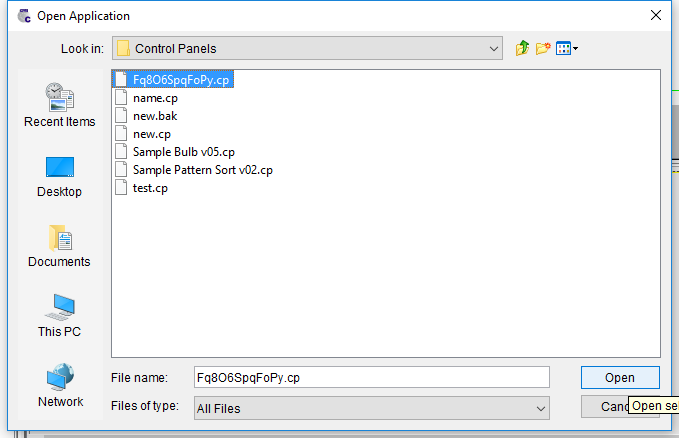 Open Application
Look in:
Control Panels
Recent Items
Desktop
Documents
This PC
Network
Fq8O6SpqFoPy.cp
name.cp
new.bak
new.cp
Sample Bulb v05.cp
Sample Pattern Sort v02.cp
test.cp
File name:
Fq8O6SpqFoPy.cp
Open
Files of type:
All Files
Canc
Open sel